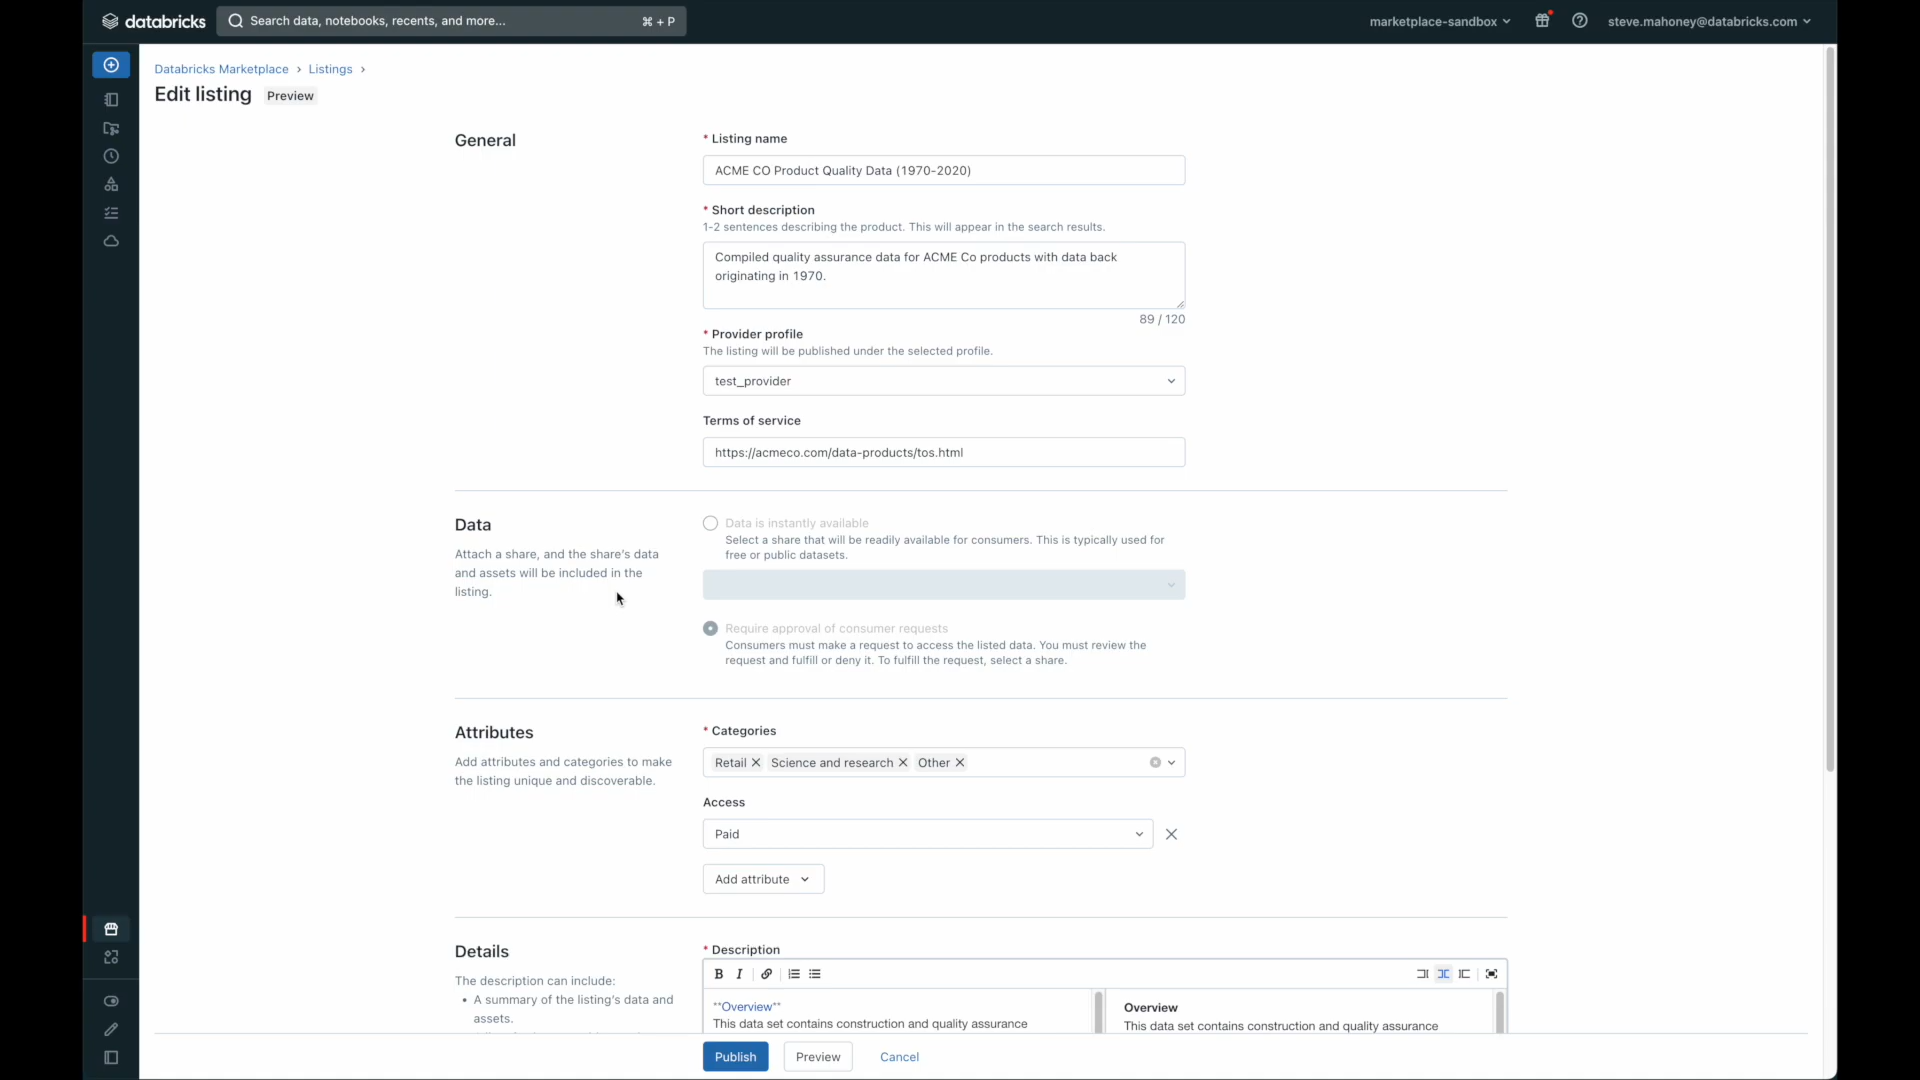 databricks
Search data, notebooks, recents, and more...
⌘ + P
marketplace-sandbox
steve.mahoney@databricks.com
Databricks Marketplace › Listings ›
Edit listing Preview
General
* Listing name
ACME CO Product Quality Data (1970-2020)
* Short description
1-2 sentences describing the product. This will appear in the search results.
Compiled quality assurance data for ACME Co products with data back
originating in 1970.
89 / 120
* Provider profile
The listing will be published under the selected profile.
test_provider
Terms of service
https://acmeco.com/data-products/tos.html
Data
Attach a share, and the share's data
and assets will be included in the
listing.
Data is instantly available
Select a share that will be readily available for consumers. This is typically used for
free or public datasets.
Require approval of consumer requests
Consumers must make a request to access the listed data. You must review the
request and fulfill or deny it. To fulfill the request, select a share.
Attributes
Add attributes and categories to make
the listing unique and discoverable.
* Categories
Retail Science and research Other
Access
Paid
Add attribute
Details
The description can include:
• A summary of the listing's data and
assets.
* Description
B I
**Overview**
This data set contains construction and quality assurance
Overview
This data set contains construction and quality assurance
Publish Preview Cancel